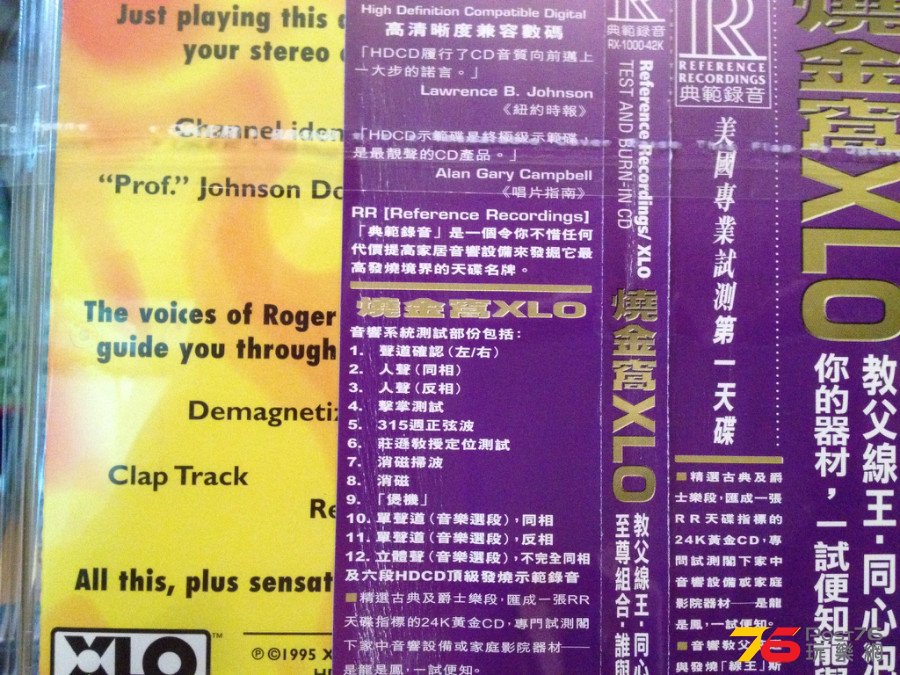 Just playing this
your stereo
Channel iden
"Prof." Johnson
The voices of Roger
guide you through
Demagneti
Clap Track
All this, plus sensat
XLO
™
℗©1995
High Definition Compatible Digital
高清晰度兼容數碼
「HDCD履行了CD音質向前邁上
一大步的諾言。」
Lawrence B. Johnson
《紐約時報》
「HDCD示範碟是終極級示範碟,
是最靚聲的CD產品。」
Alan Gary Campbell
《唱片指南》
RR [Reference Recordings]
「典範錄音」是一個令你不惜任何
代價提高家居音響設備來發掘它最
高發燒境界的天碟名牌。
燒金窩XLO
音響系統測試部份包括:
1. 聲道確認(左/右)
2. 人聲(同相)
3. 人聲(反相)
4. 擊掌測試
5. 315週正弦波
6. 莊遜教授定位測試
7. 消磁掃波
8. 消磁
9. 「煲機」
10. 單聲道(音樂選段),同相
11. 單聲道(音樂選段),反相
12. 立體聲(音樂選段),不完全同相
及六段HDCD頂級發燒示範錄音
■精選古典及爵士樂段,匯成一張RR
天碟指標的24K黃金CD,專門試測閣
下家中音響設備或家庭影院器材——
是龍是鳳,一試便知。
典範錄音
RX-1000-42K
Reference Recordings/XLO
TEST AND BURN-IN CD
燒金窩XLO
教父線王·同心
至尊組合·誰與
R
REFERENCE
RECORDINGS
典範錄音
美國專業試測第一天碟
■精選古典及爵
士樂段,匯成一張
RR天碟指標的
24K黃金CD,專
門試測閣下家中
音響設備或家庭
影院器材——是龍
是鳳,一試便知。
■音響教父
與發燒「線王」斯
燒金窩XLO
教父線王·同心
你的器材,一試便知龍與
76
Post76
玩樂網